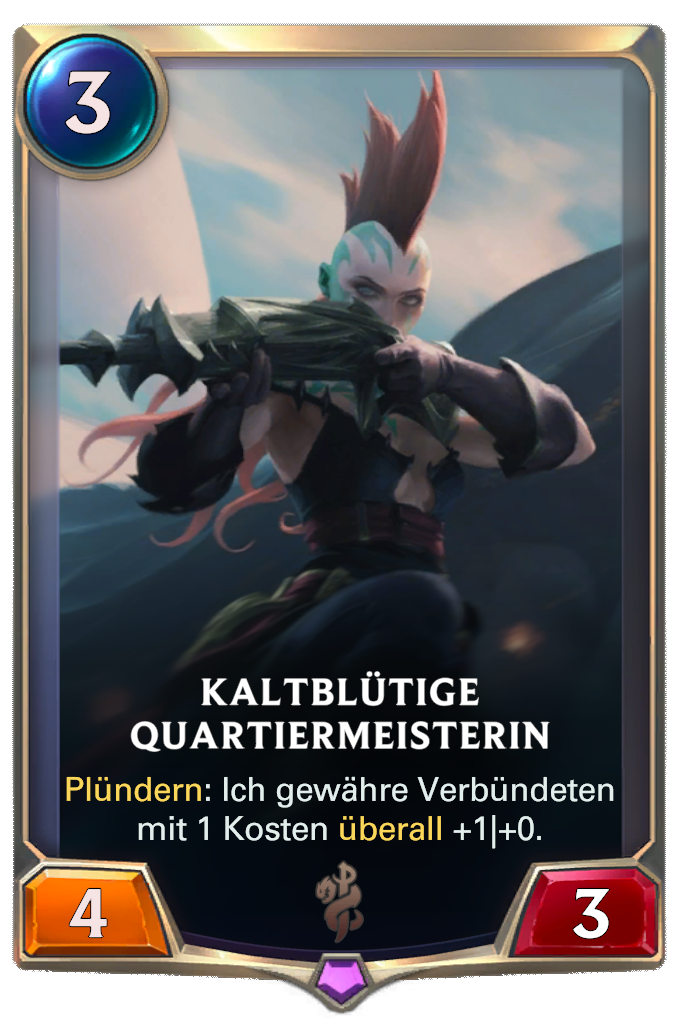 3
KALTBLÜTIGE
QUARTIERMEISTERIN
Plündern: Ich gewähre Verbündeten
mit 1 Kosten überall +1|+0.
4
3